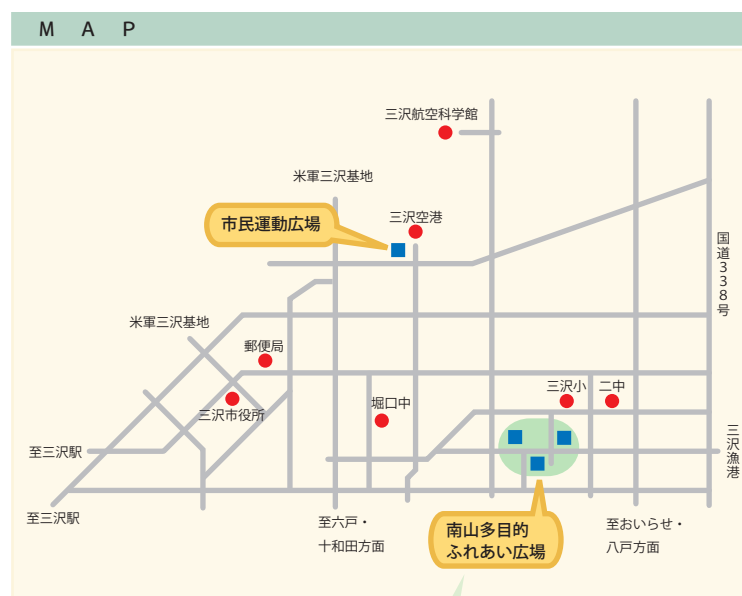 MAP
三沢航空科学館
米軍三沢基地
市民運動広場
三沢空港
国道338号
米軍三沢基地
郵便局
三沢小
二中
堀口中
三沢市役所
三沢漁港
至三沢駅
至三沢駅
至六戸・
十和田方面
南山多目的
ふれあい広場
至おいらせ・
八戸方面